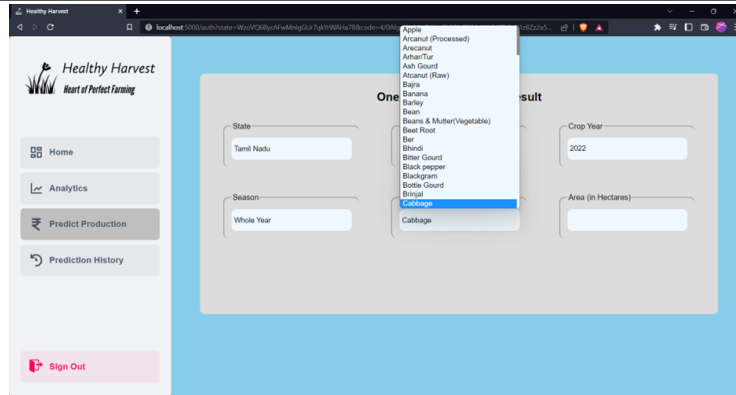 Healthy Harvest
localhost:5000/auth?state=
Healthy Harvest
Heart of Perfect Farming
Home
Analytics
Predict Production
Prediction History
Sign Out
One
sult
State
Tamil Nadu
Crop Year
2022
Season
Whole Year
Apple
Arcanut (Processed)
Arecanut
Arhar/Tur
Ash Gourd
Atcanut (Raw)
Bajra
Banana
Barley
Bean
Beans & Mutter(Vegetable)
Beet Root
Ber
Bhindi
Bitter Gourd
Black pepper
Blackgram
Bottle Gourd
Brinjal
Cabbage
Cabbage
Area (in Hectares)